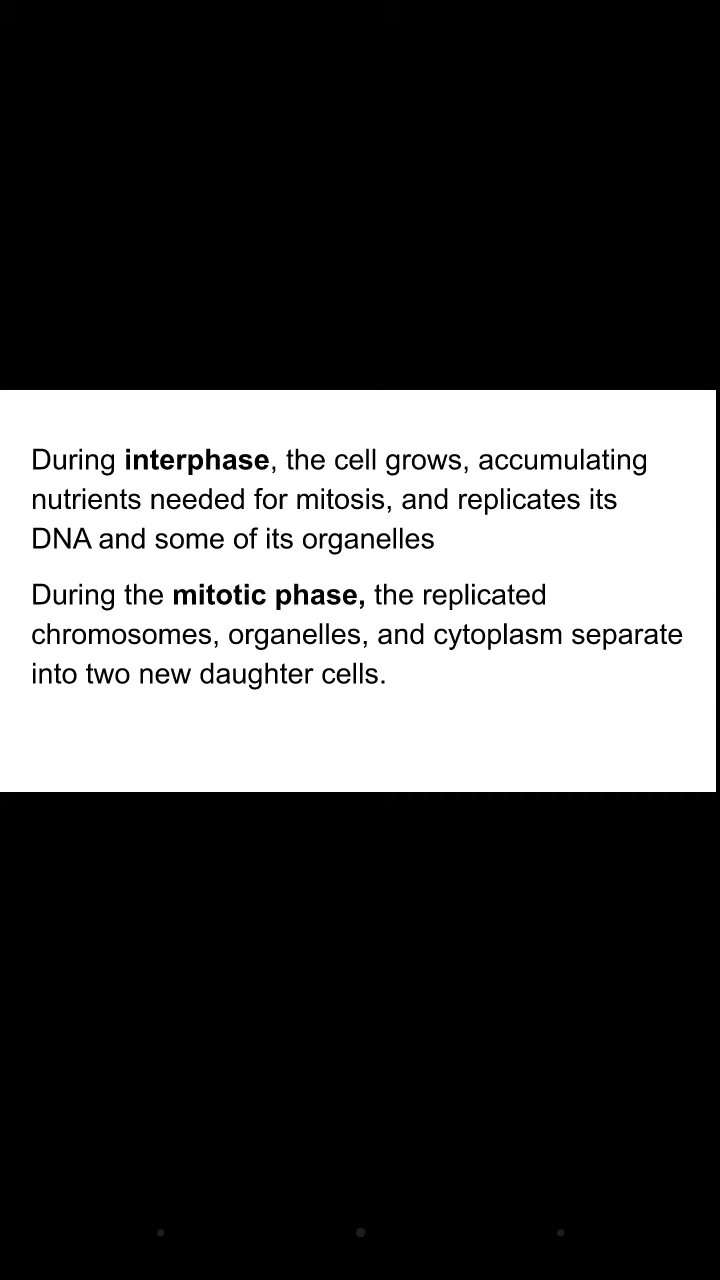 During interphase, the cell grows, accumulating
nutrients needed for mitosis, and replicates its
DNA and some of its organelles
During the mitotic phase, the replicated
chromosomes, organelles, and cytoplasm separate
into two new daughter cells.